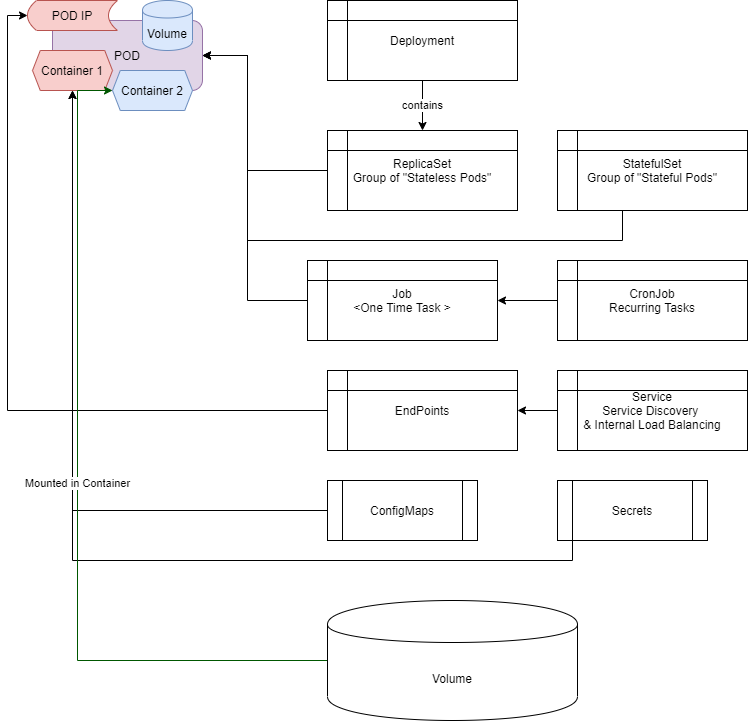 POD IP
Volume
POD
Container 1
Container 2
Deployment
contains
ReplicaSet
Group of "Stateless Pods"
StatefulSet
Group of "Stateful Pods"
Job
<One Time Task >
CronJob
Recurring Tasks
EndPoints
Service
Service Discovery
& Internal Load Balancing
Mounted in Container
ConfigMaps
Secrets
Volume